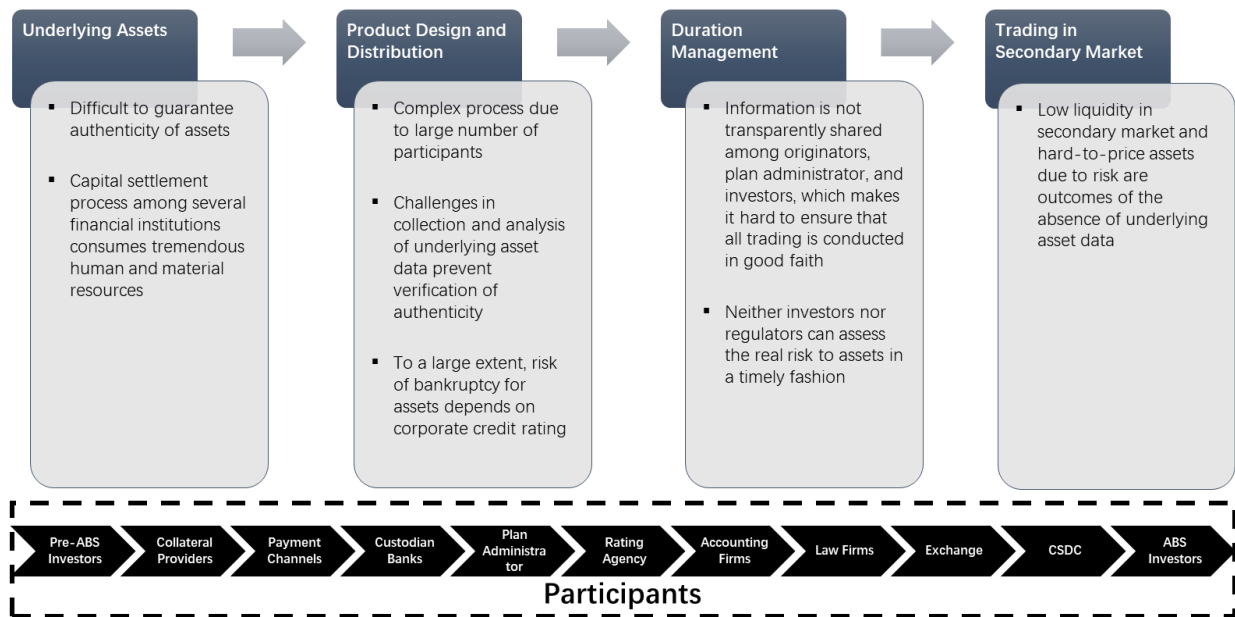 Underlying Assets
▪ Difficult to guarantee
authenticity of assets
▪ Capital settlement
process among several
financial institutions
consumes tremendous
human and material
resources
Product Design and
Distribution
▪ Complex process due
to large number of
participants
▪ Challenges in
collection and analysis
of underlying asset
data prevent
verification of
authenticity
▪ To a large extent, risk
of bankruptcy for
assets depends on
corporate credit rating
Duration
Management
▪ Information is not
transparently shared
among originators,
plan administrator, and
investors, which makes
it hard to ensure that
all trading is conducted
in good faith
▪ Neither investors nor
regulators can assess
the real risk to assets in
a timely fashion
Trading in
Secondary Market
▪ Low liquidity in
secondary market and
hard-to-price assets
due to risk are
outcomes of the
absence of underlying
asset data
Pre-ABS
Investors
Collateral
Providers
Payment
Channels
Custodian
Banks
Plan
Administra
tor
Rating
Agency
Accounting
Firms
Law Firms
Exchange
CSDC
ABS
Investors
Participants